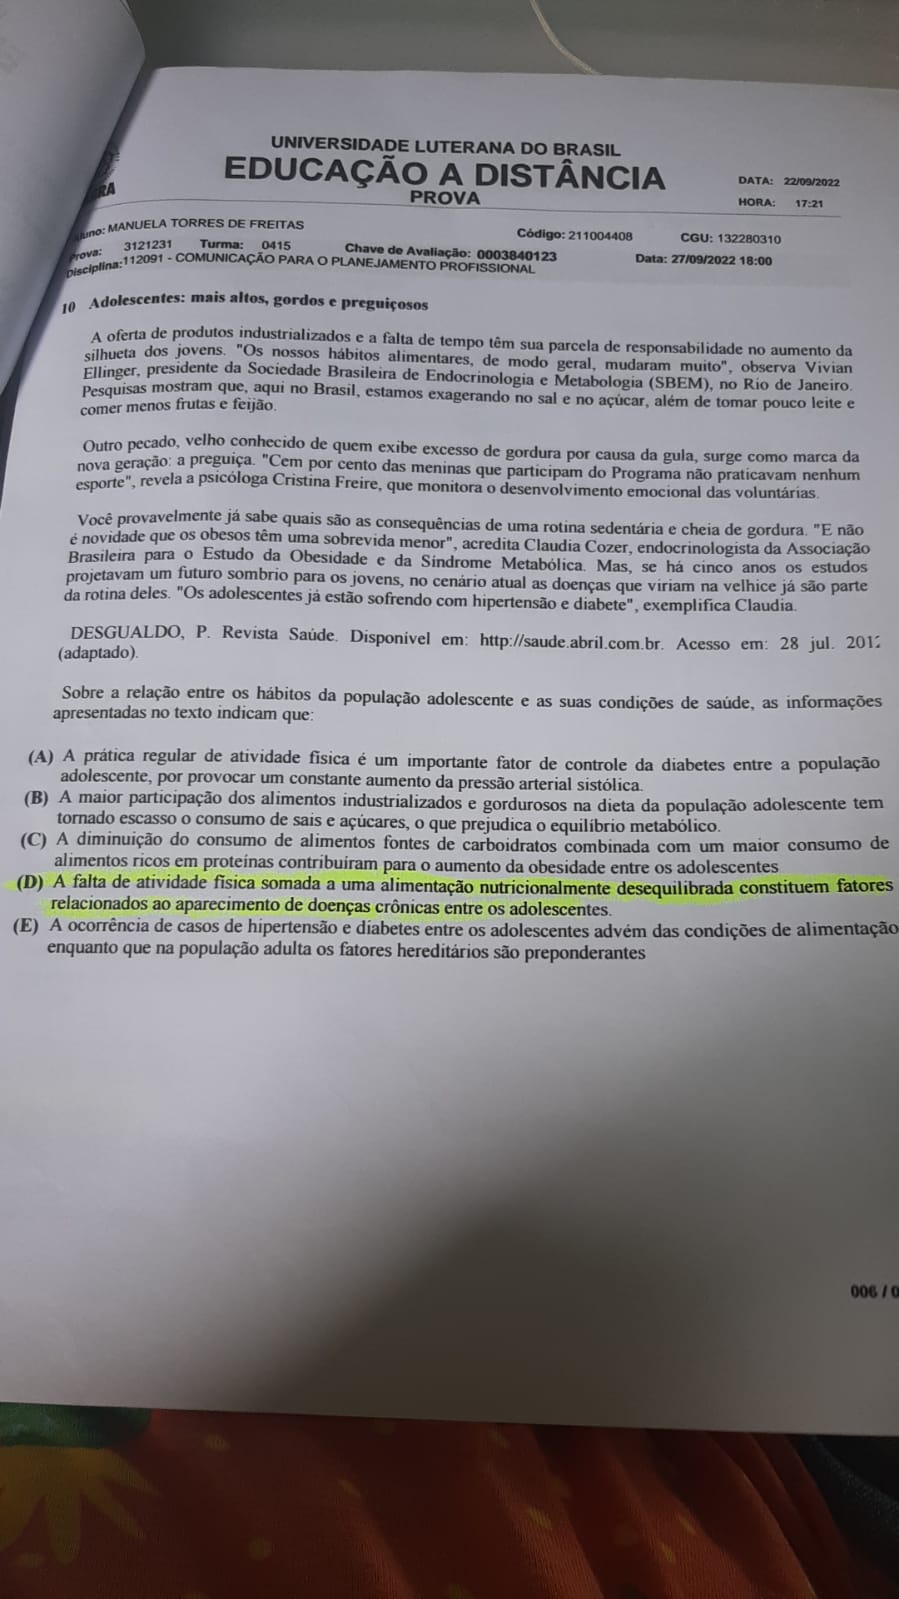 UNIVERSIDADE LUTERANA DO BRASIL
EDUCAÇÃO A DISTÂNCIA
PROVA
DATA: 22/09/2022
HORA: 17:21
BRA
Aluno: MANUELA TORRES DE FREITAS
Código: 211004408
CGU: 132280310
Prova: 3121231 Turma: 0415 Chave de Avaliação: 0003840123 Data: 27/09/2022 18:00
Disciplina: 112091 - COMUNICAÇÃO PARA O PLANEJAMENTO PROFISSIONAL
10 Adolescentes: mais altos, gordos e preguiçosos
A oferta de produtos industrializados e a falta de tempo têm sua parcela de responsabilidade no aumento da
silhueta dos jovens. "Os nossos hábitos alimentares, de modo geral, mudaram muito", observa Vivian
Ellinger, presidente da Sociedade Brasileira de Endocrinologia e Metabologia (SBEM), no Rio de Janeiro.
Pesquisas mostram que, aqui no Brasil, estamos exagerando no sal e no açúcar, além de tomar pouco leite e
comer menos frutas e feijão.
Outro pecado, velho conhecido de quem exibe excesso de gordura por causa da gula, surge como marca da
nova geração: a preguiça. "Cem por cento das meninas que participam do Programa não praticavam nenhum
esporte", revela a psicóloga Cristina Freire, que monitora o desenvolvimento emocional das voluntárias.
Você provavelmente já sabe quais são as consequências de uma rotina sedentária e cheia de gordura. "E não
é novidade que os obesos têm uma sobrevida menor", acredita Claudia Cozer, endocrinologista da Associação
Brasileira para o Estudo da Obesidade e da Síndrome Metabólica. Mas, se há cinco anos os estudos
projetavam um futuro sombrio para os jovens, no cenário atual as doenças que viriam na velhice já são parte
da rotina deles. "Os adolescentes já estão sofrendo com hipertensão e diabete", exemplifica Claudia.
DESGUALDO, P. Revista Saúde. Disponível em: http://saude.abril.com.br. Acesso em: 28 jul. 201
(adaptado).
Sobre a relação entre os hábitos da população adolescente e as suas condições de saúde, as informações
apresentadas no texto indicam que:
(A) A prática regular de atividade física é um importante fator de controle da diabetes entre a população
adolescente, por provocar um constante aumento da pressão arterial sistólica.
(B) A maior participação dos alimentos industrializados e gordurosos na dieta da população adolescente tem
tornado escasso o consumo de sais e açúcares, o que prejudica o equilíbrio metabólico.
(C) A diminuição do consumo de alimentos fontes de carboidratos combinada com um maior consumo de
alimentos ricos em proteínas contribuíram para o aumento da obesidade entre os adolescentes
(D) A falta de atividade física somada a uma alimentação nutricionalmente desequilibrada constituem fatores
relacionados ao aparecimento de doenças crônicas entre os adolescentes.
(E) A ocorrência de casos de hipertensão e diabetes entre os adolescentes advém das condições de alimentação
enquanto que na população adulta os fatores hereditários são preponderantes
006 / 0